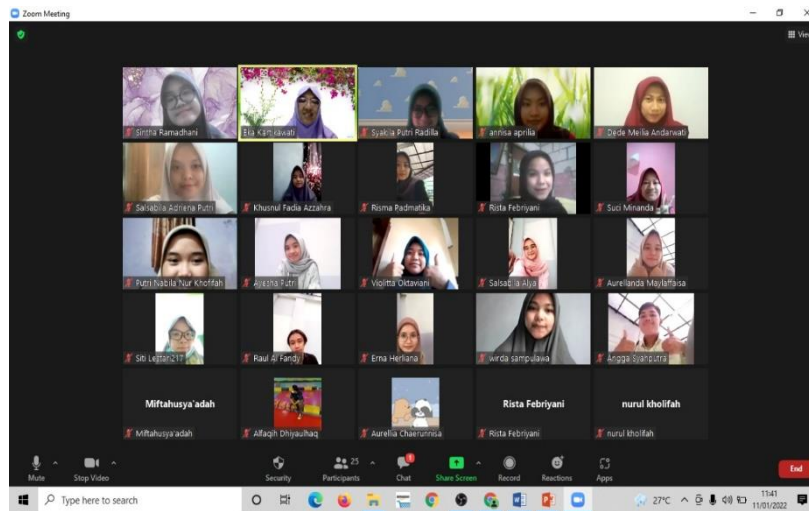 Zoom Meeting
View
Sintha Ramadhani
Eka Kartikawati
Syakila Putri Radilla
annisa aprilia
Dede Meilia Andarwati
Salsabila Adriena Putri
Khusnul Fadia Azzahra
Risma Padmatika
Rista Febriyani
Suci Minanda
Putri Nabila Nur Khofifah
Ayesha Putri
Violitta Oktaviani
Salsabila Alya
Aurellanda Maylaffaisa
Siti Lestari217
Raul Al Fandy
Erna Herliana
wirda sampulawa
Angga Syahputra
Miftahusya'adah
Rista Febriyani
nurul kholifah
Miftahusya'adah
Alfaqih Dhiyaulhaq
Aurellia Chaerunnisa
Rista Febriyani
nurul kholifah
Mute
Stop Video
Security
Participants
25
Chat
1
Share Screen
Record
Reactions
Apps
End
Type here to search
27°C
11:41
11/01/2022